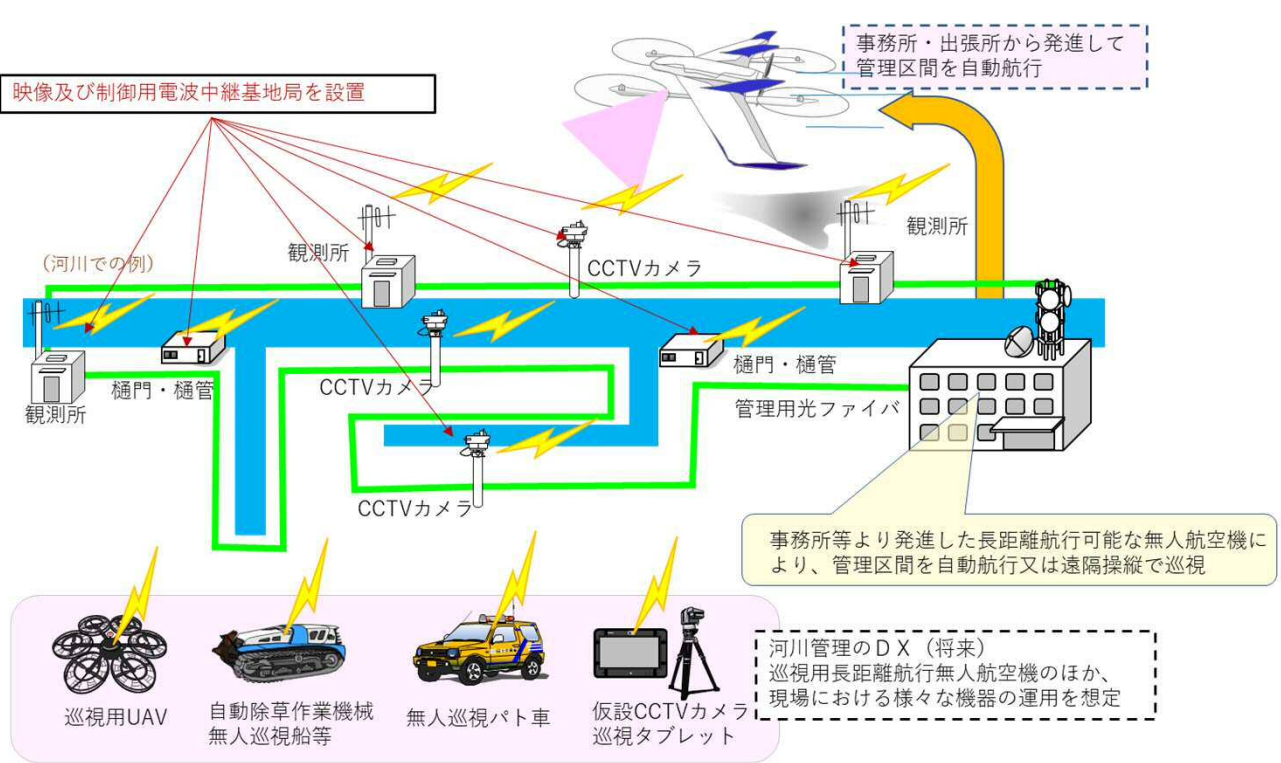 事務所・出張所から発進して
管理区間を自動航行
映像及び制御用電波中継基地局を設置
観測所
観測所
CCTVカメラ
（河川での例）
樋門・樋管
CCTVカメラ
樋門・樋管
観測所
管理用光ファイバ
CCTVカメラ
事務所等より発進した長距離航行可能な無人航空機に
より、管理区間を自動航行又は遠隔操縦で巡視
河川管理のＤＸ（将来）
巡視用長距離航行無人航空機のほか、
現場における様々な機器の運用を想定
巡視用UAV
自動除草作業機械
無人巡視船等
無人巡視パト車
仮設CCTVカメラ
巡視タブレット